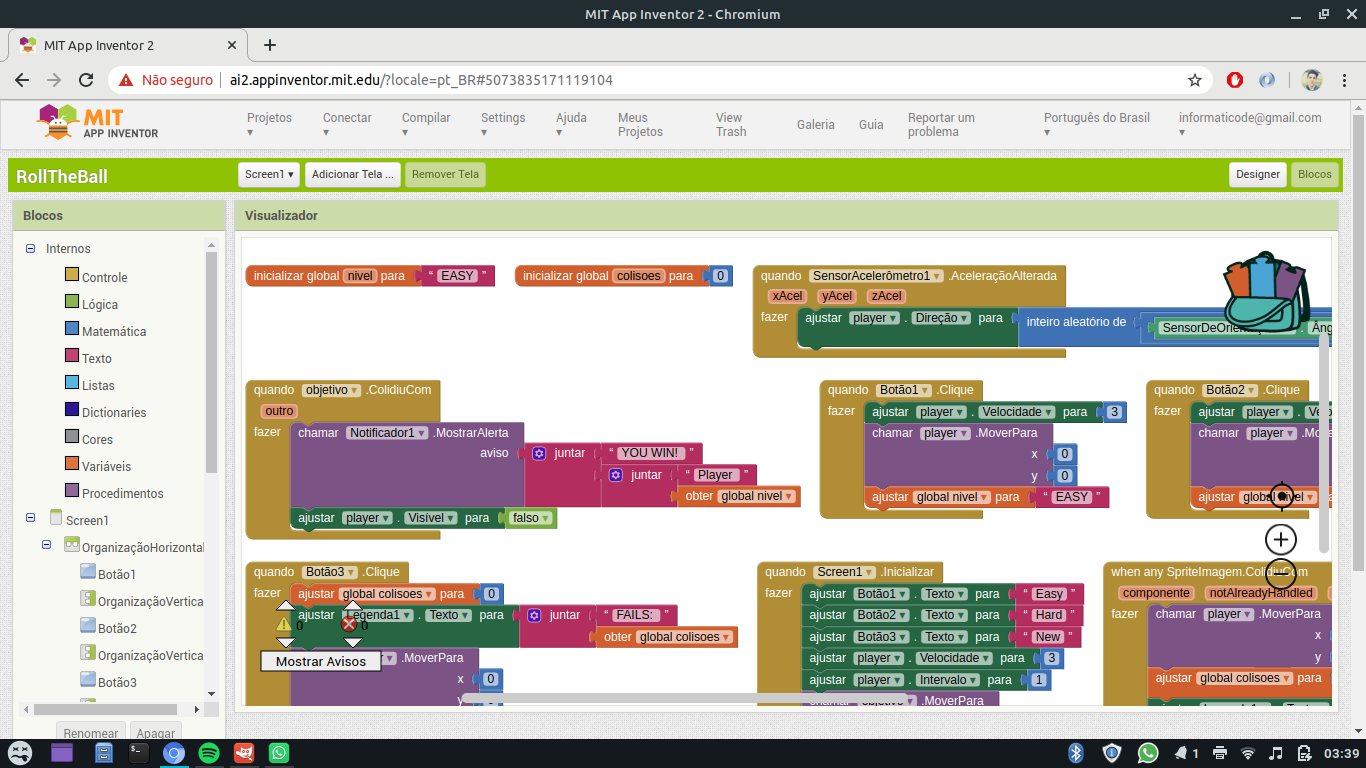 MIT App Inventor 2 - Chromium
MIT App Inventor 2
Não seguro
ai2.appinventor.mit.edu/?locale=pt_BR#5073835171119104
MIT
APP INVENTOR
Projetos
Conectar
Compilar
Settings
Ajuda
Meus Projetos
View Trash
Galeria
Guia
Reportar um problema
Português do Brasil
informaticode@gmail.com
RollTheBall
Screen1
Adicionar Tela ...
Remover Tela
Designer
Blocos
Blocos
Visualizador
Internos
Controle
Lógica
Matemática
Texto
Listas
Dictionaries
Cores
Variáveis
Procedimentos
Screen1
OrganizaçãoHorizontal
Botão1
OrganizaçãoVertica
Botão2
OrganizaçãoVertica
Botão3
Renomear
Apagar
inicializar global nivel para " EASY "
inicializar global colisoes para 0
quando SensorAcelerômetro1 .AceleraçãoAlterada
xAcel yAcel zAcel
fazer ajustar player . Direção para inteiro aleatório de
. Âng
quando objetivo .ColidiuCom
outro
fazer chamar Notificador1 .MostrarAlerta
aviso juntar " YOU WIN! "
juntar " Player "
obter global nivel
ajustar player . Visível para falso
quando Botão1 .Clique
fazer ajustar player . Velocidade para 3
chamar player .MoverPara
x 0
y 0
ajustar global nivel para " EASY "
quando Botão2 .Clique
fazer ajustar player .
chamar player
ajustar global nivel
quando Botão3 .Clique
fazer ajustar global colisoes para 0
ajustar Legenda1 . Texto para juntar " FAILS: "
obter global colisoes
.MoverPara
x 0
0 0
Mostrar Avisos
quando Screen1 .Inicializar
fazer ajustar Botão1 . Texto para " Easy "
ajustar Botão2 . Texto para " Hard "
ajustar Botão3 . Texto para " New "
ajustar player . Velocidade para 3
ajustar player . Intervalo para 1
chamar objetivo .MoverPara
when any SpriteImagem.ColidiuCom
componente notAlreadyHandled
fazer chamar player .MoverPara
x
y
ajustar global colisoes para
1
03:39